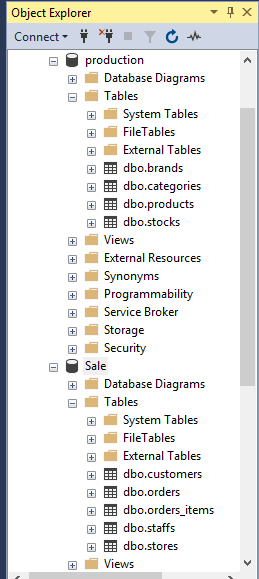 Object Explorer
Connect
production
Database Diagrams
Tables
System Tables
FileTables
External Tables
dbo.brands
dbo.categories
dbo.products
dbo.stocks
Views
External Resources
Synonyms
Programmability
Service Broker
Storage
Security
Sale
Database Diagrams
Tables
System Tables
FileTables
External Tables
dbo.customers
dbo.orders
dbo.orders_items
dbo.staffs
dbo.stores
Views